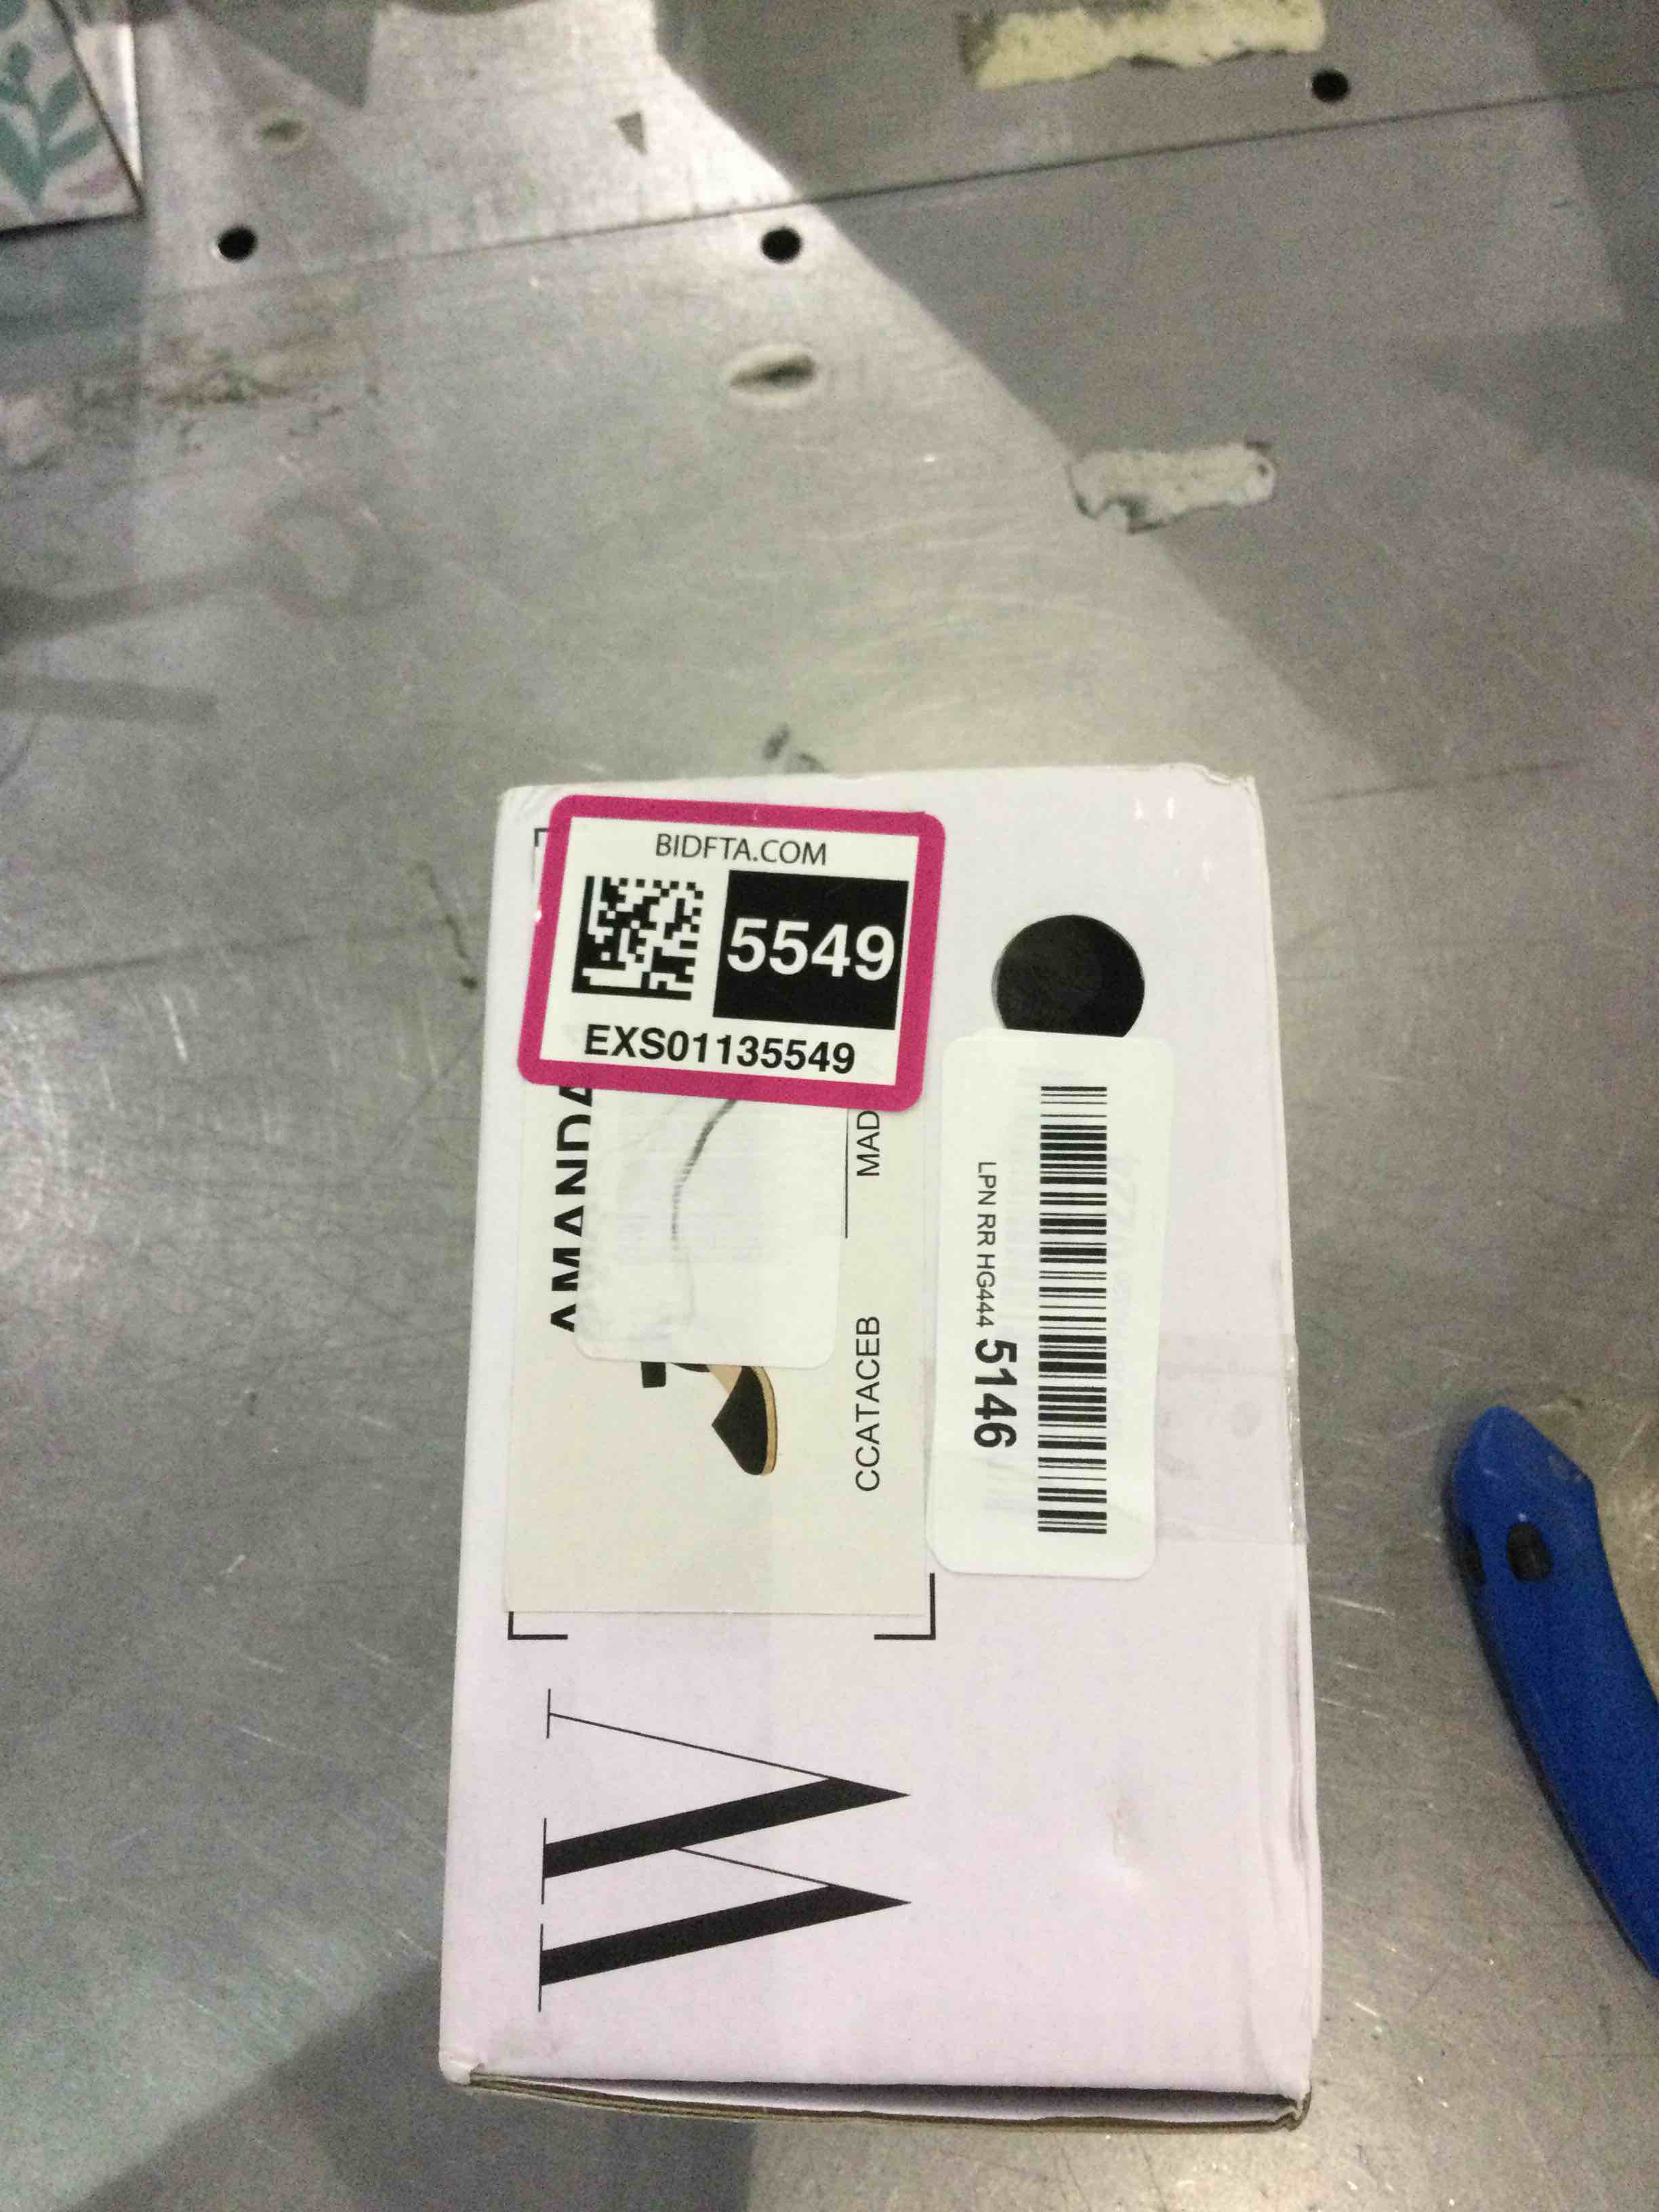 BIDFTA.COM
5549
EXS01135549
AMANDA
MAD
CCATACEB
LPN RR HG444 5146
W